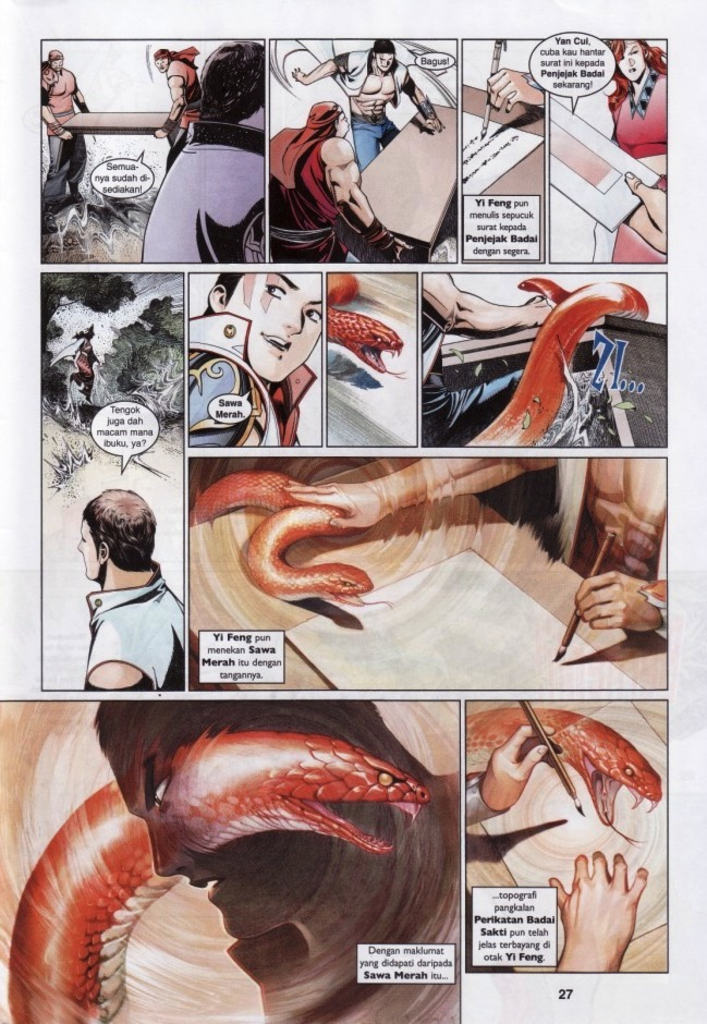 Semua-
nya sudah di-
sediakan!
Bagus!
Yi Feng pun
menulis sepucuk
surat kepada
Penjejak Badai
dengan segera.
Yan Cui,
cuba kau hantar
surat ini kepada
Penjejak Badai
sekarang!
Tengok
juga dah
macam mana
ibuku, ya?
Sawa
Merah.
ZI...
Yi Feng pun
menekan Sawa
Merah itu dengan
tangannya.
Dengan maklumat
yang didapati daripada
Sawa Merah itu...
...topografi
pangkalan
Perikatan Badai
Sakti pun telah
jelas terbayang di
otak Yi Feng.
27